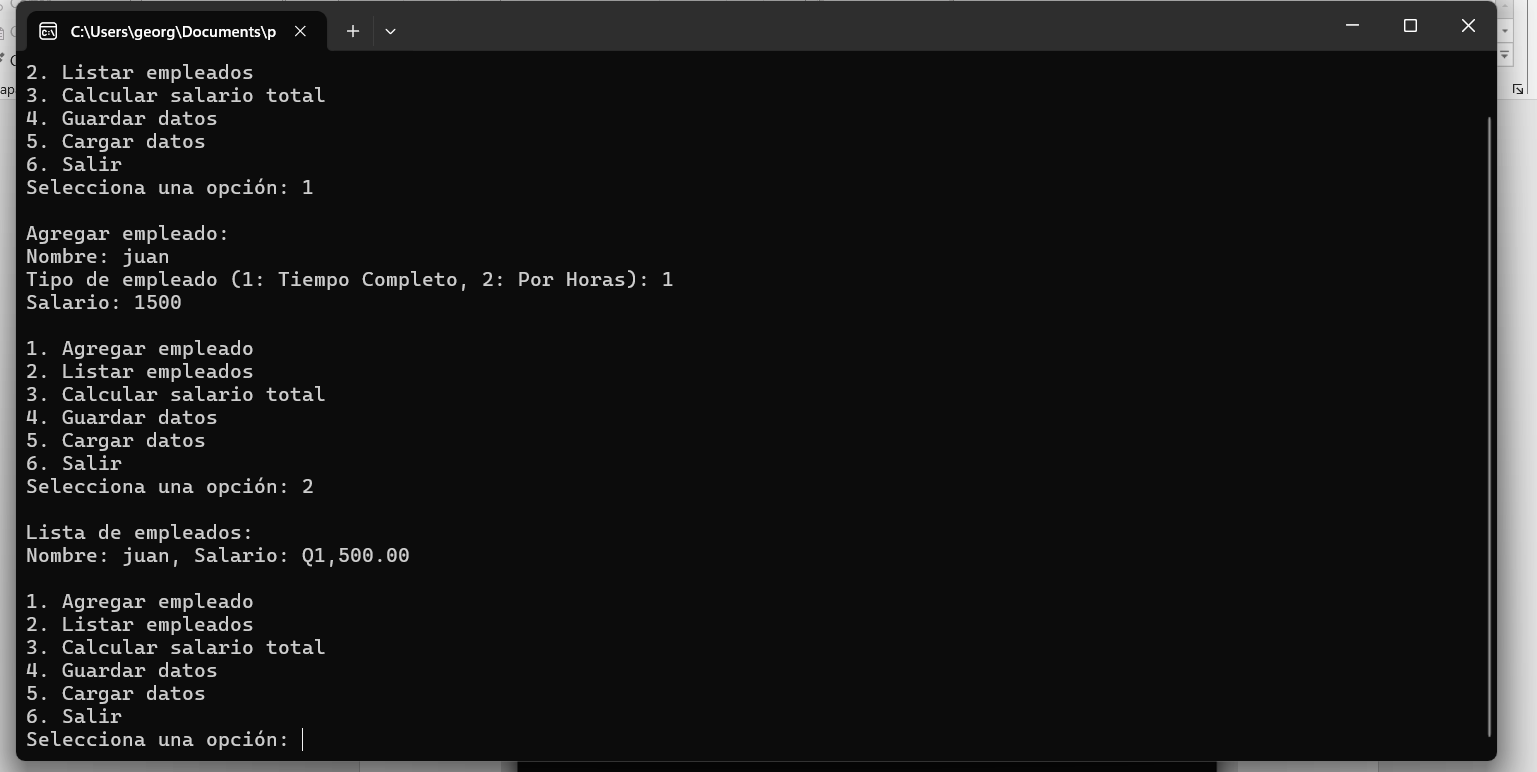 C:\Users\georg\Documents\p
2. Listar empleados
3. Calcular salario total
4. Guardar datos
5. Cargar datos
6. Salir
Selecciona una opción: 1
Agregar empleado:
Nombre: juan
Tipo de empleado (1: Tiempo Completo, 2: Por Horas): 1
Salario: 1500
1. Agregar empleado
2. Listar empleados
3. Calcular salario total
4. Guardar datos
5. Cargar datos
6. Salir
Selecciona una opción: 2
Lista de empleados:
Nombre: juan, Salario: Q1,500.00
1. Agregar empleado
2. Listar empleados
3. Calcular salario total
4. Guardar datos
5. Cargar datos
6. Salir
Selecciona una opción: